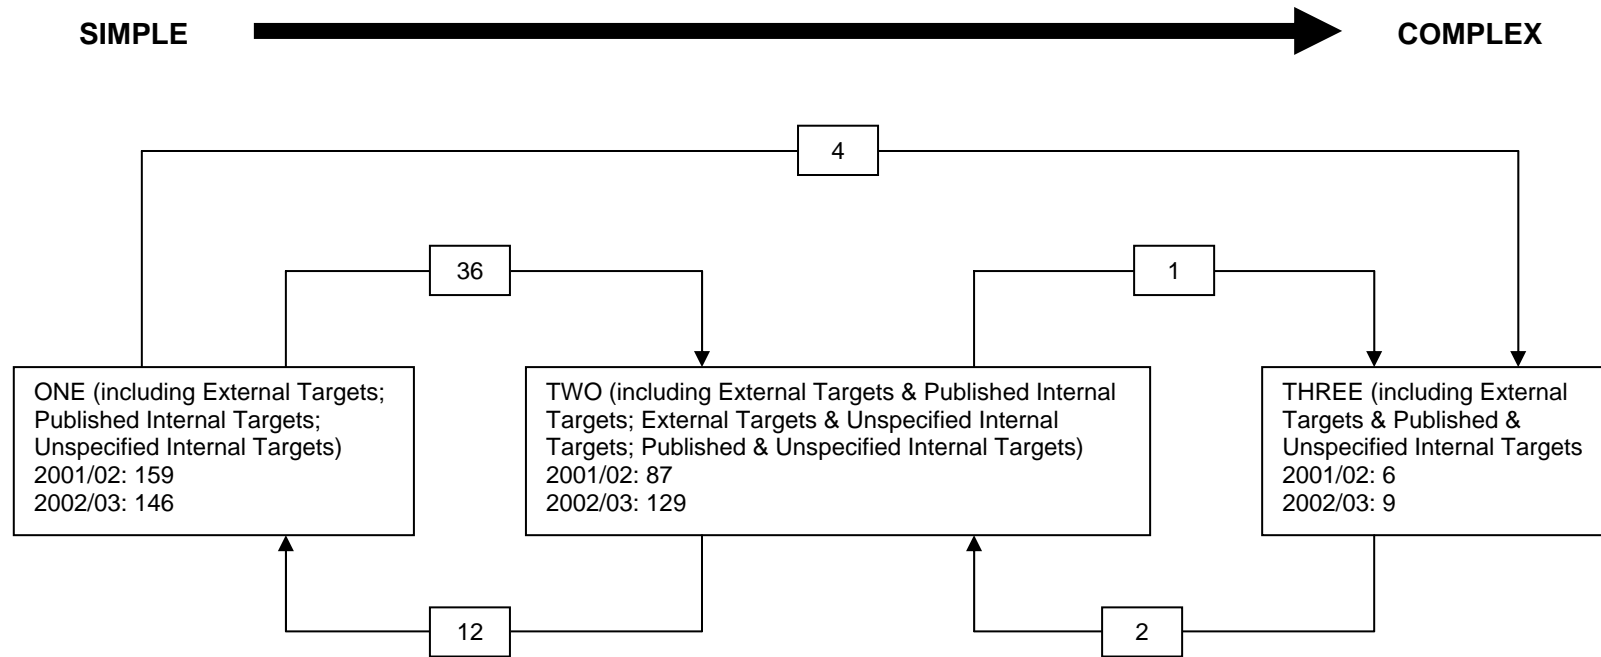 SIMPLE
COMPLEX
4
36
1
ONE (including External Targets;
Published Internal Targets;
Unspecified Internal Targets)
2001/02: 159
2002/03: 146
TWO (including External Targets & Published Internal
Targets; External Targets & Unspecified Internal
Targets; Published & Unspecified Internal Targets)
2001/02: 87
2002/03: 129
THREE (including External
Targets & Published &
Unspecified Internal Targets
2001/02: 6
2002/03: 9
12
2